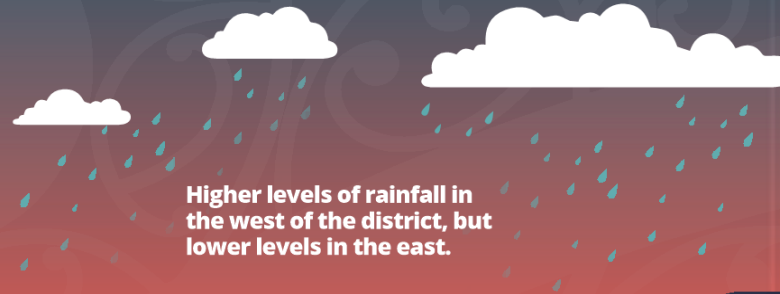 Higher levels of rainfall in
the west of the district, but
lower levels in the east.